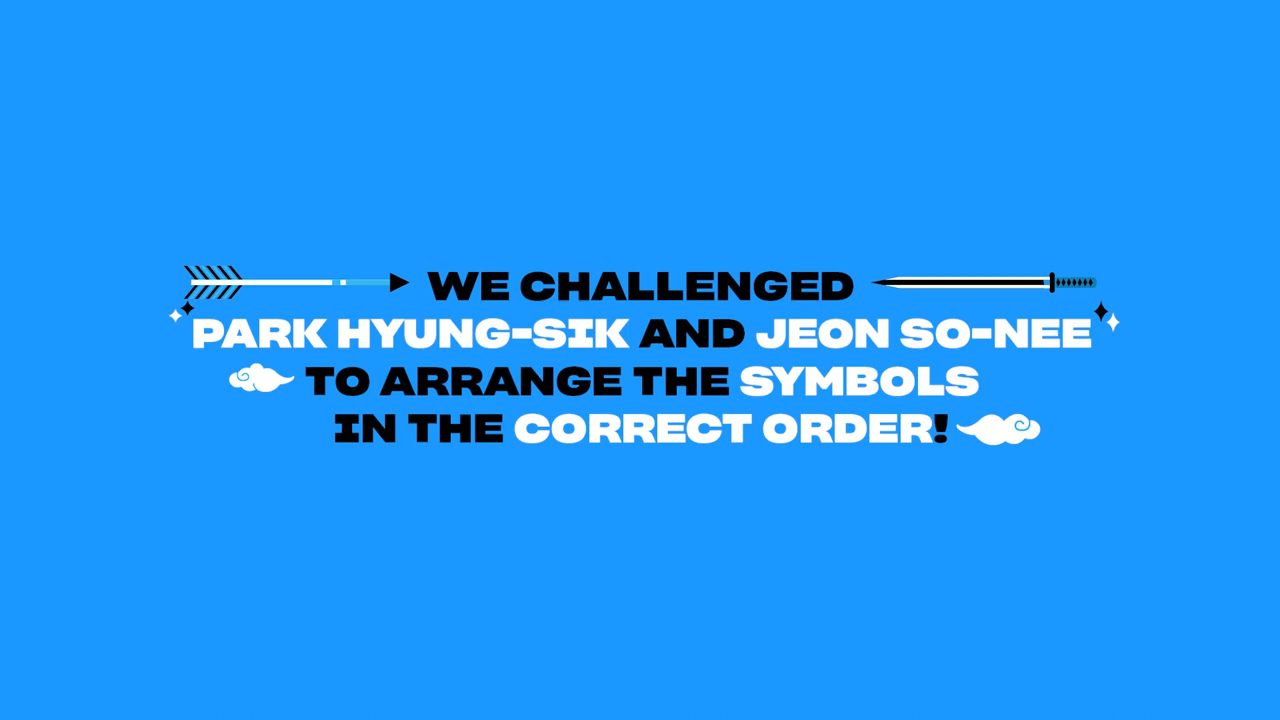 WE CHALLENGED
PARK HYUNG-SIK AND JEON SO-NEE
TO ARRANGE THE SYMBOLS
IN THE CORRECT ORDER!